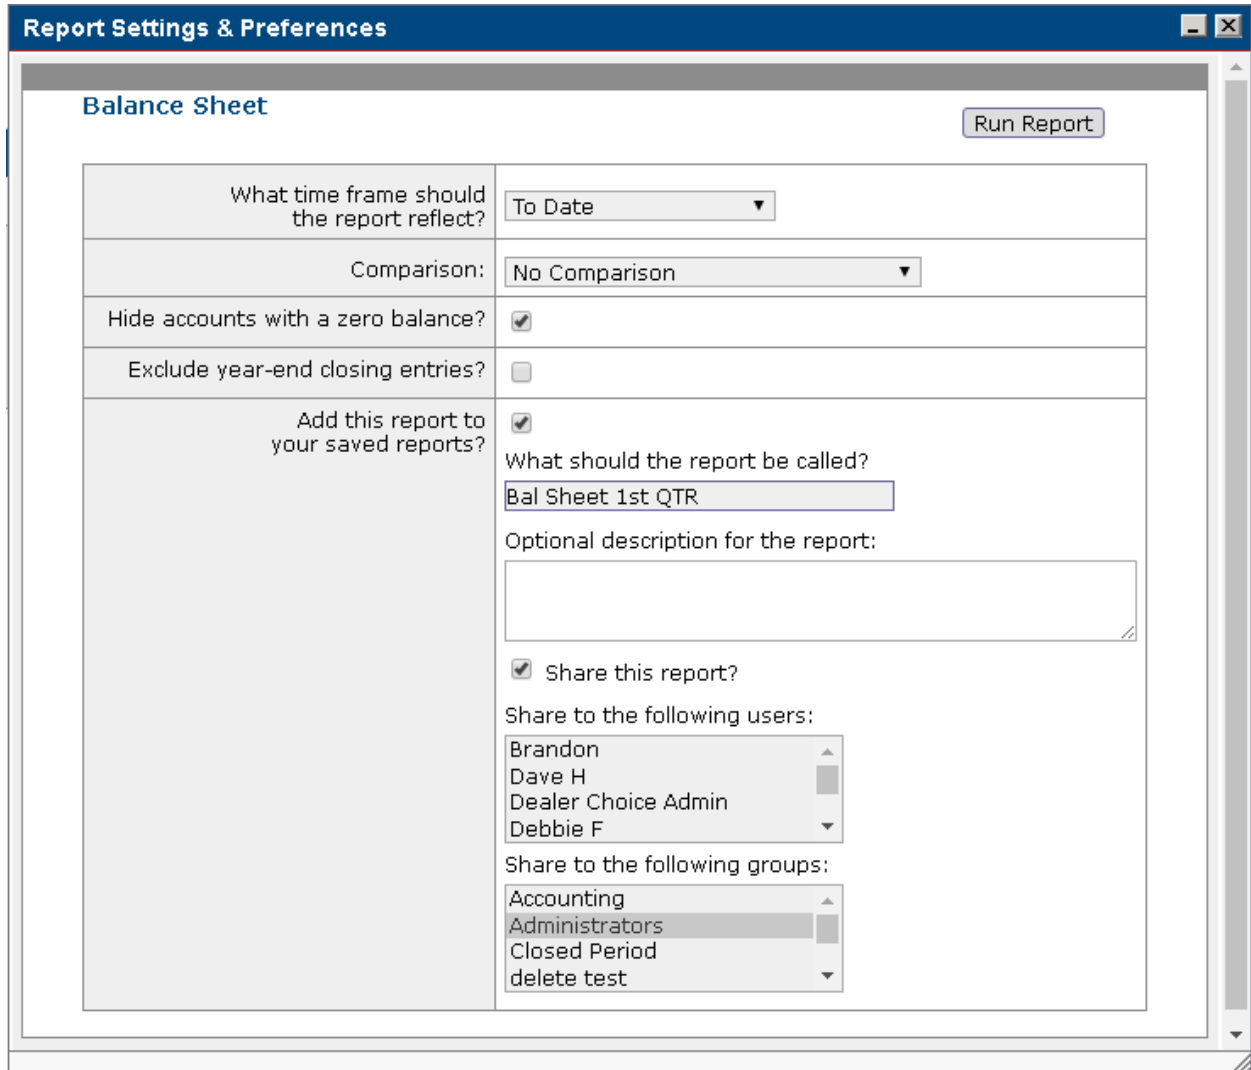 Report Settings & Preferences
Balance Sheet
Run Report
What time frame should
the report reflect?
To Date
Comparison:
No Comparison
Hide accounts with a zero balance?
Exclude year-end closing entries?
Add this report to
your saved reports?
What should the report be called?
Bal Sheet 1st QTR
Optional description for the report:
Share this report?
Share to the following users:
Brandon
Dave H
Dealer Choice Admin
Debbie F
Share to the following groups:
Accounting
Administrators
Closed Period
delete test